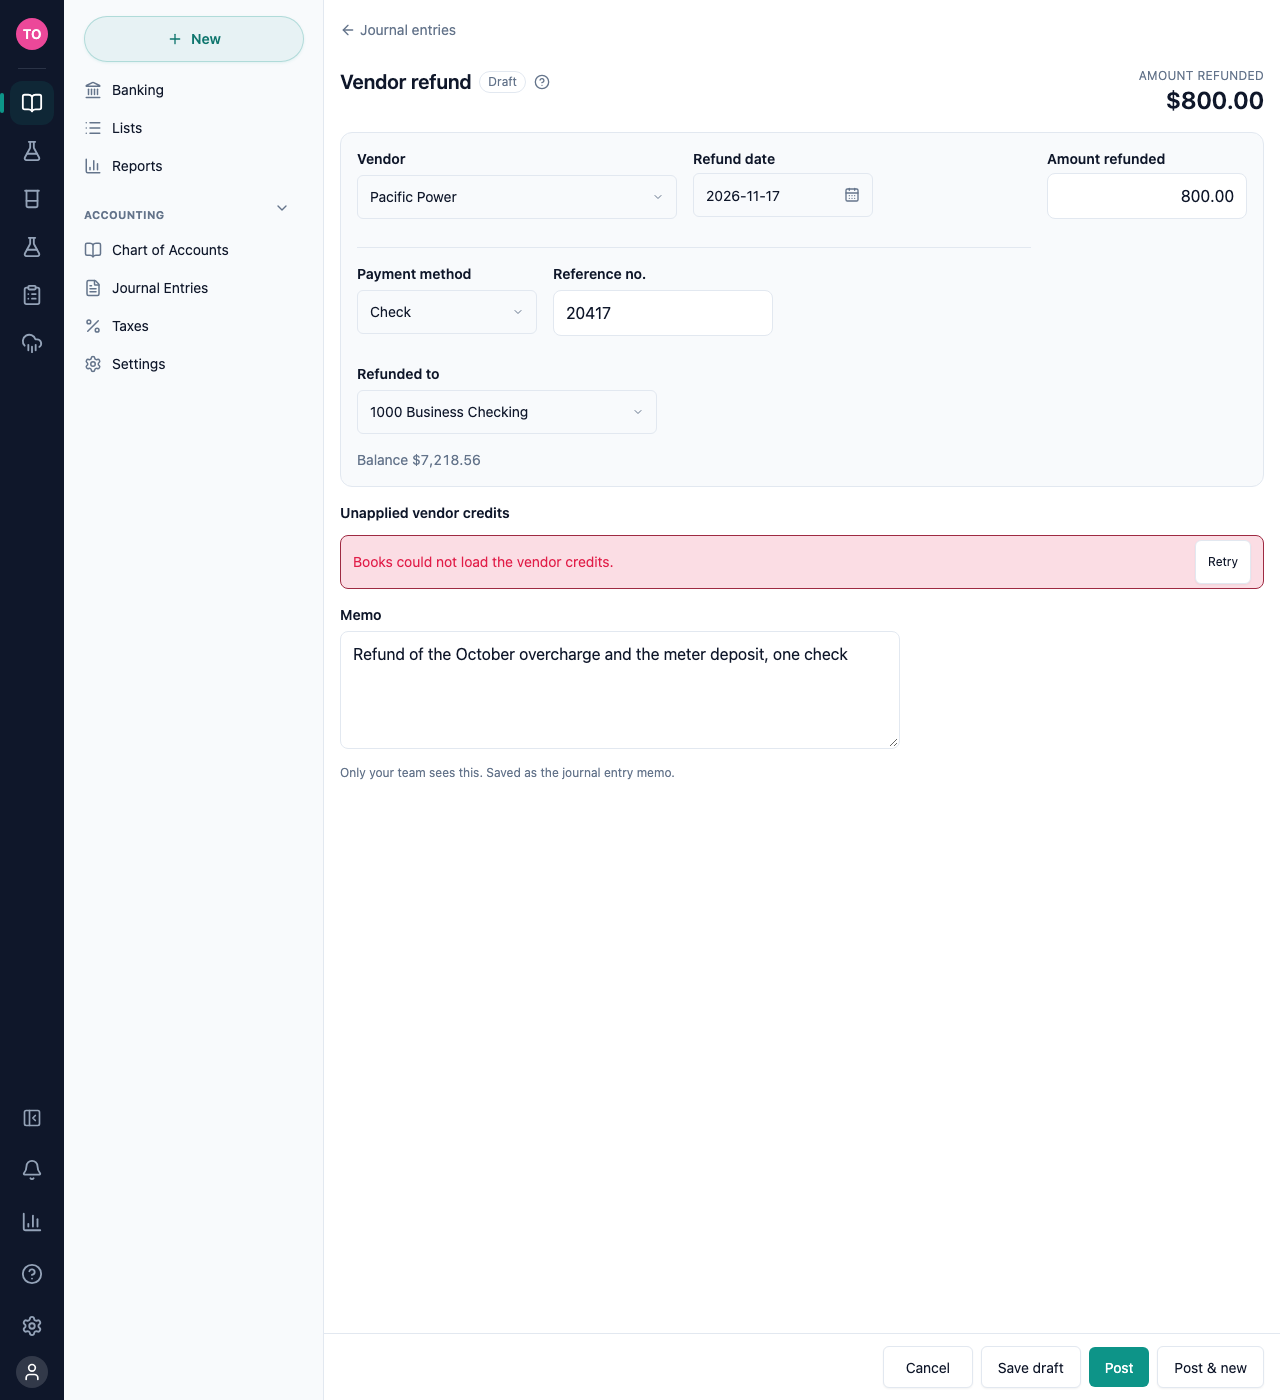 TO
New
Banking
Lists
Reports
ACCOUNTING
Chart of Accounts
Journal Entries
Taxes
Settings
Journal entries
Vendor refund Draft
AMOUNT REFUNDED
$800.00
Vendor Refund date Amount refunded
Pacific Power 2026-11-17 800.00
Payment method Reference no.
Check 20417
Refunded to
1000 Business Checking
Balance $7,218.56
Unapplied vendor credits
Books could not load the vendor credits. Retry
Memo
Refund of the October overcharge and the meter deposit, one check
Only your team sees this. Saved as the journal entry memo.
Cancel Save draft Post Post & new